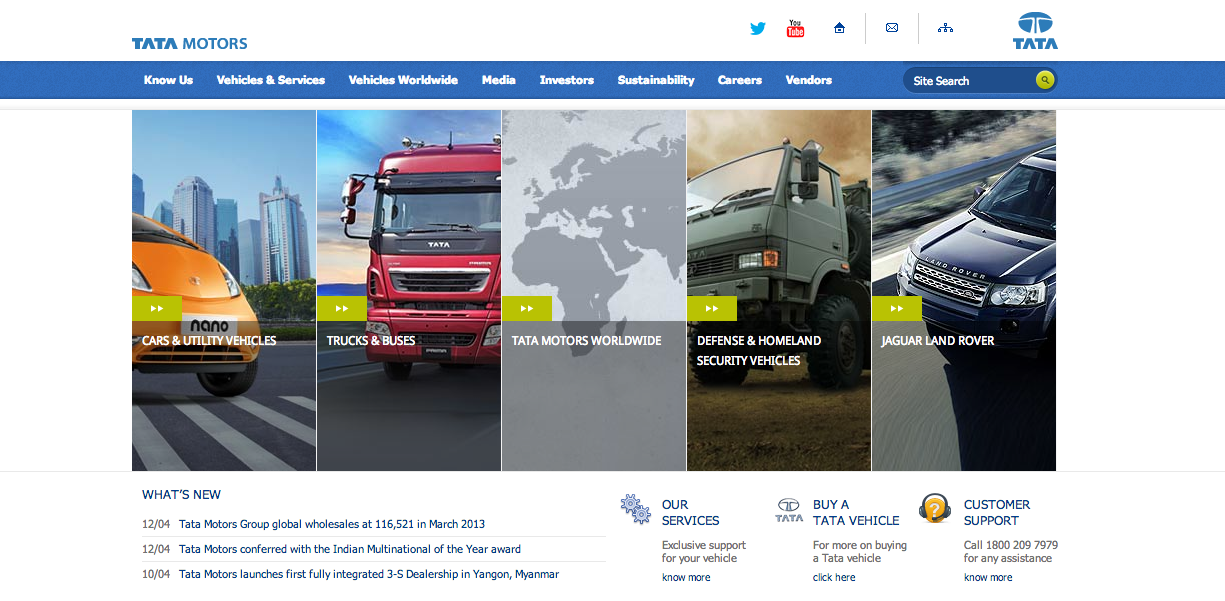 You
Tube
TATA MOTORS
TATA
Know Us Vehicles & Services Vehicles Worldwide Media Investors Sustainability Careers Vendors Site Search
nano
TATA
PRIMA
PRIMA
TATA
LAND ROVER
CARS & UTILITY VEHICLES
TRUCKS & BUSES
TATA MOTORS WORLDWIDE
DEFENSE & HOMELAND
SECURITY VEHICLES
JAGUAR LAND ROVER
WHAT'S NEW
12/04 Tata Motors Group global wholesales at 116,521 in March 2013
12/04 Tata Motors conferred with the Indian Multinational of the Year award
10/04 Tata Motors launches first fully integrated 3-S Dealership in Yangon, Myanmar
OUR
SERVICES
Exclusive support
for your vehicle
know more
TATA
BUY A
TATA VEHICLE
For more on buying
a Tata vehicle
click here
CUSTOMER
SUPPORT
Call 1800 209 7979
for any assistance
know more